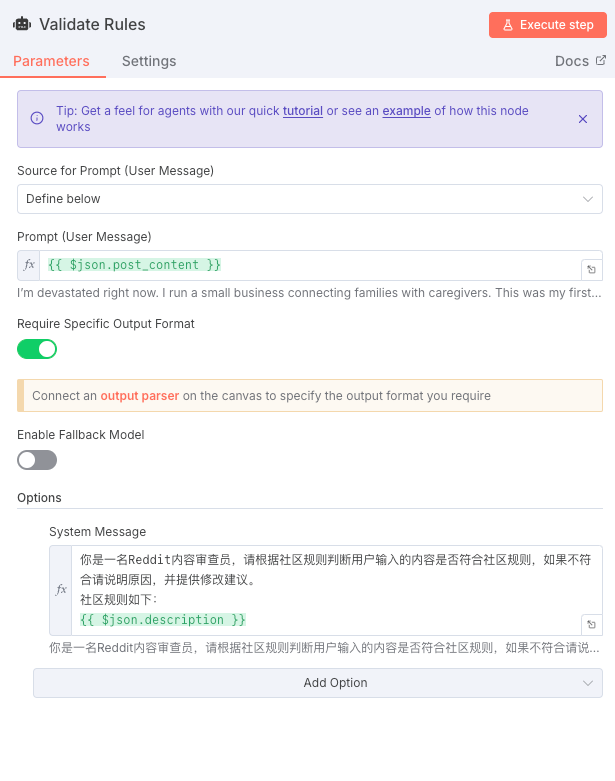 Validate Rules
Execute step
Parameters
Settings
Docs
Tip: Get a feel for agents with our quick tutorial or see an example of how this node
works
Source for Prompt (User Message)
Define below
Prompt (User Message)
fx {{ $json.post_content }}
I'm devastated right now. I run a small business connecting families with caregivers. This was my first...
Require Specific Output Format
Connect an output parser on the canvas to specify the output format you require
Enable Fallback Model
Options
System Message
你是一名Reddit内容审查员，请根据社区规则判断用户输入的内容是否符合社区规则，如果不符
合请说明原因，并提供修改建议。
fx
社区规则如下：
{{ $json.description }}
你是一名Reddit内容审查员，请根据社区规则判断用户输入的内容是否符合社区规则，如果不符合请说...
Add Option